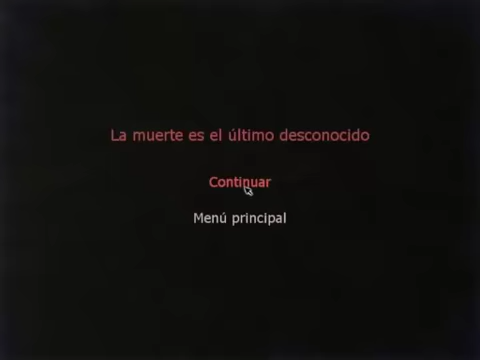 La muerte es el último desconocido
Continuar
Menú principal